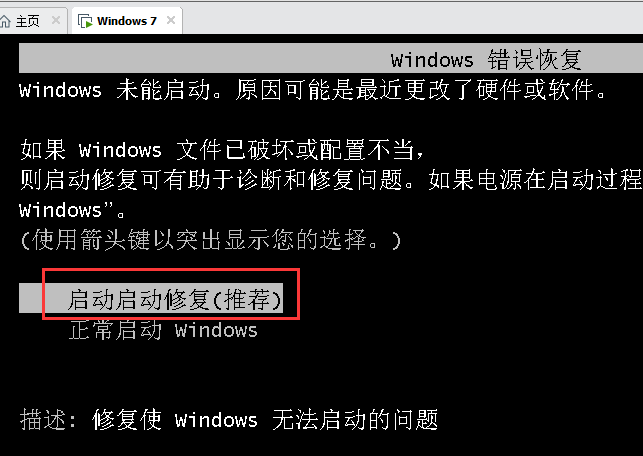 主页
Windows 7
Windows 错误恢复
Windows 未能启动。原因可能是最近更改了硬件或软件。
如果 Windows 文件已破坏或配置不当，
则启动修复可有助于诊断和修复问题。如果电源在启动过程
Windows”。
(使用箭头键以突出显示您的选择。)
启动启动修复(推荐)
正常启动 Windows
描述: 修复使 Windows 无法启动的问题